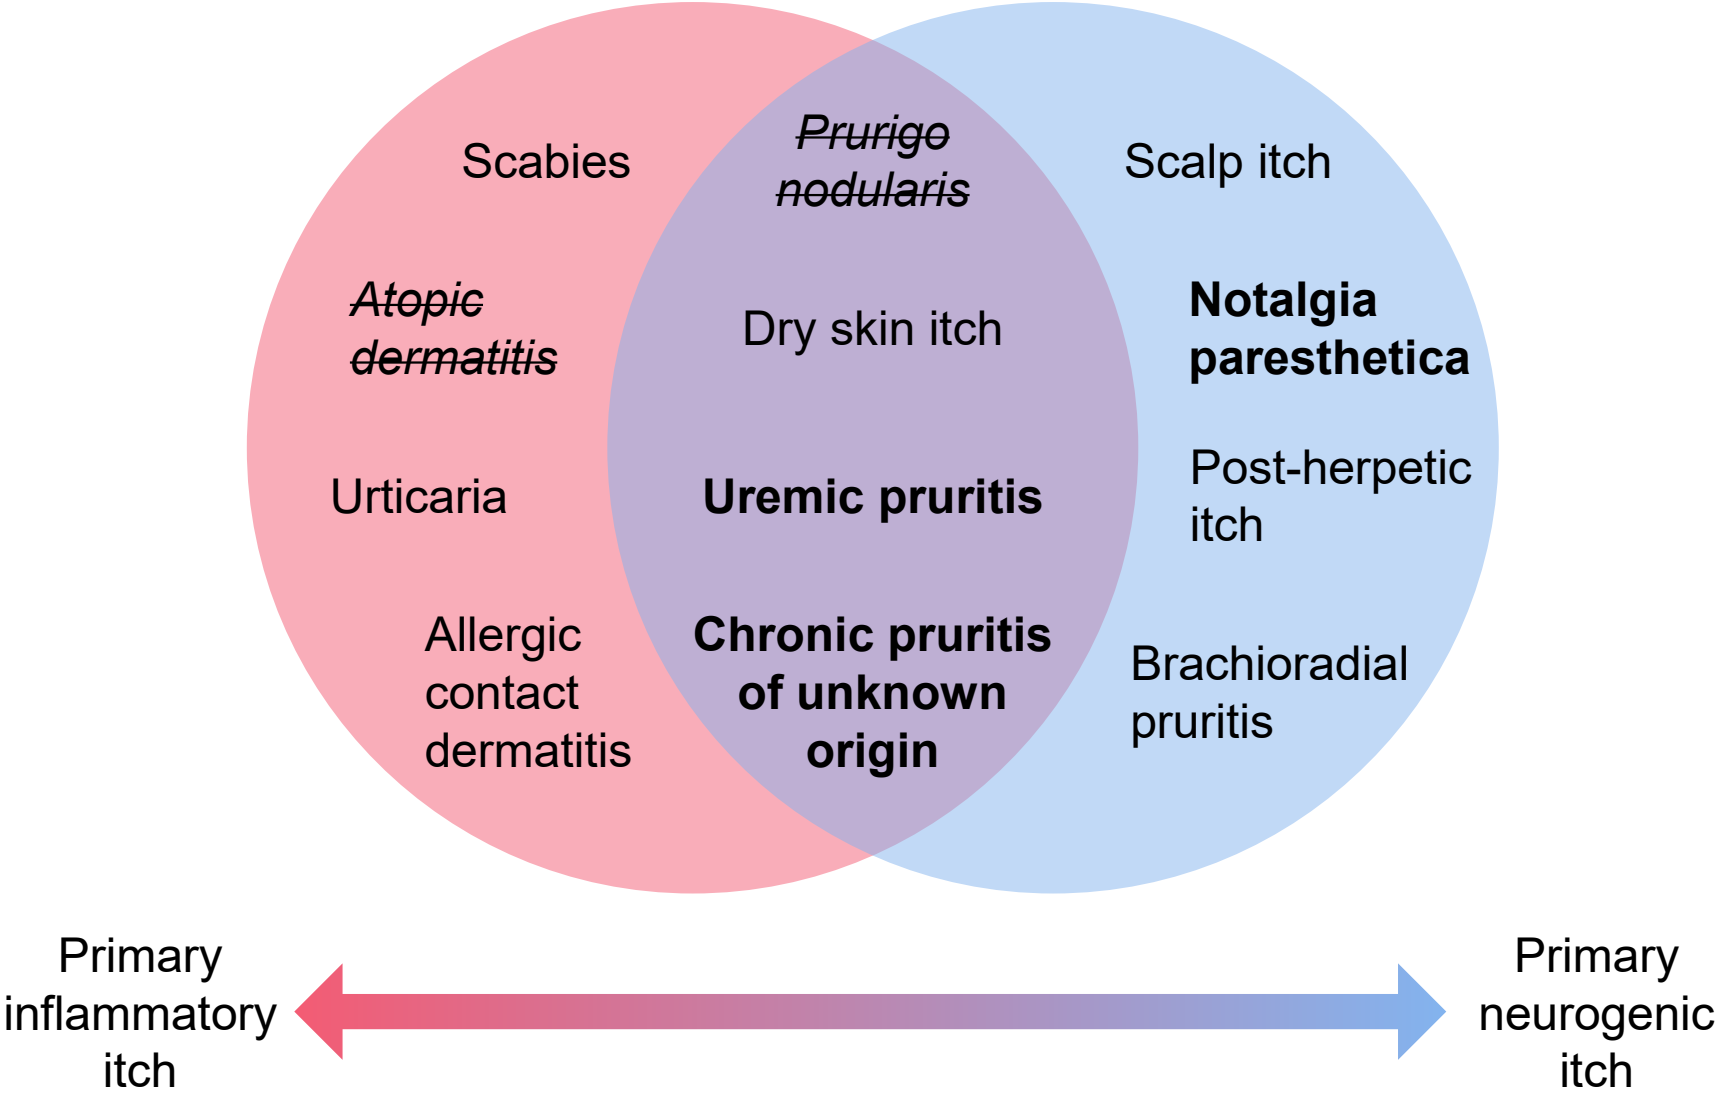 Scabies
Atopic
dermatitis
Urticaria
Allergic
contact
dermatitis
Prurigo
nodularis
Dry skin itch
Uremic pruritis
Chronic pruritis
of unknown
origin
Scalp itch
Notalgia
paresthetica
Post-herpetic
itch
Brachioradial
pruritis
Primary
inflammatory
itch
Primary
neurogenic
itch